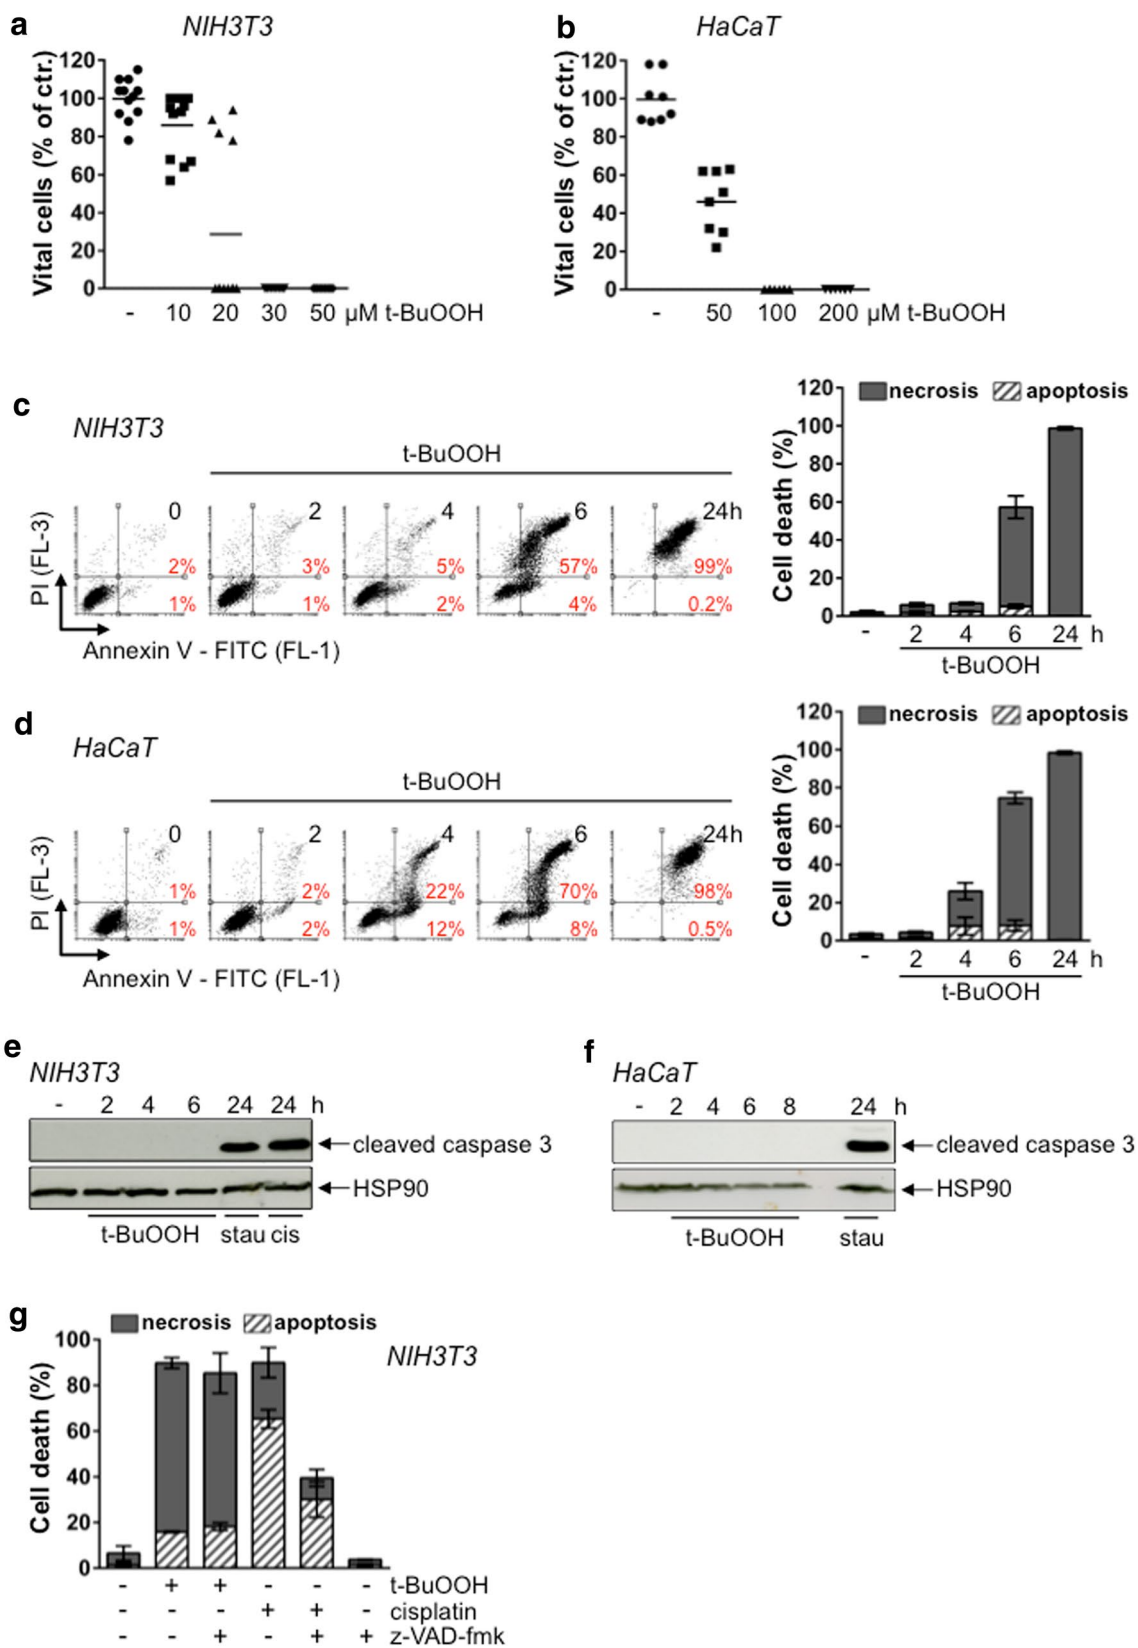 a
NIH3T3
Vital cells (% of ctr.)
120
100
80
60
40
20
0
- 10 20 30 50 µM t-BuOOH
b
HaCaT
Vital cells (% of ctr.)
120
100
80
60
40
20
0
- 50 100 200 µM t-BuOOH
c
NIH3T3
t-BuOOH
0 2 4 6 24h
2% 3% 5% 57% 99%
1% 1% 2% 4% 0.2%
PI (FL-3)
Annexin V - FITC (FL-1)
necrosis apoptosis
Cell death (%)
120
100
80
60
40
20
0
- 2 4 6 24 h
t-BuOOH
d
HaCaT
t-BuOOH
0 2 4 6 24h
1% 2% 22% 70% 98%
1% 2% 12% 8% 0.5%
PI (FL-3)
Annexin V - FITC (FL-1)
necrosis apoptosis
Cell death (%)
120
100
80
60
40
20
0
- 2 4 6 24 h
t-BuOOH
e
NIH3T3
- 2 4 6 24 24 h
cleaved caspase 3
HSP90
t-BuOOH stau cis
f
HaCaT
- 2 4 6 8 24 h
cleaved caspase 3
HSP90
t-BuOOH stau
g
necrosis apoptosis
NIH3T3
Cell death (%)
100
80
60
40
20
0
- + + - - - t-BuOOH
- - - + + - cisplatin
- - + - + + z-VAD-fmk